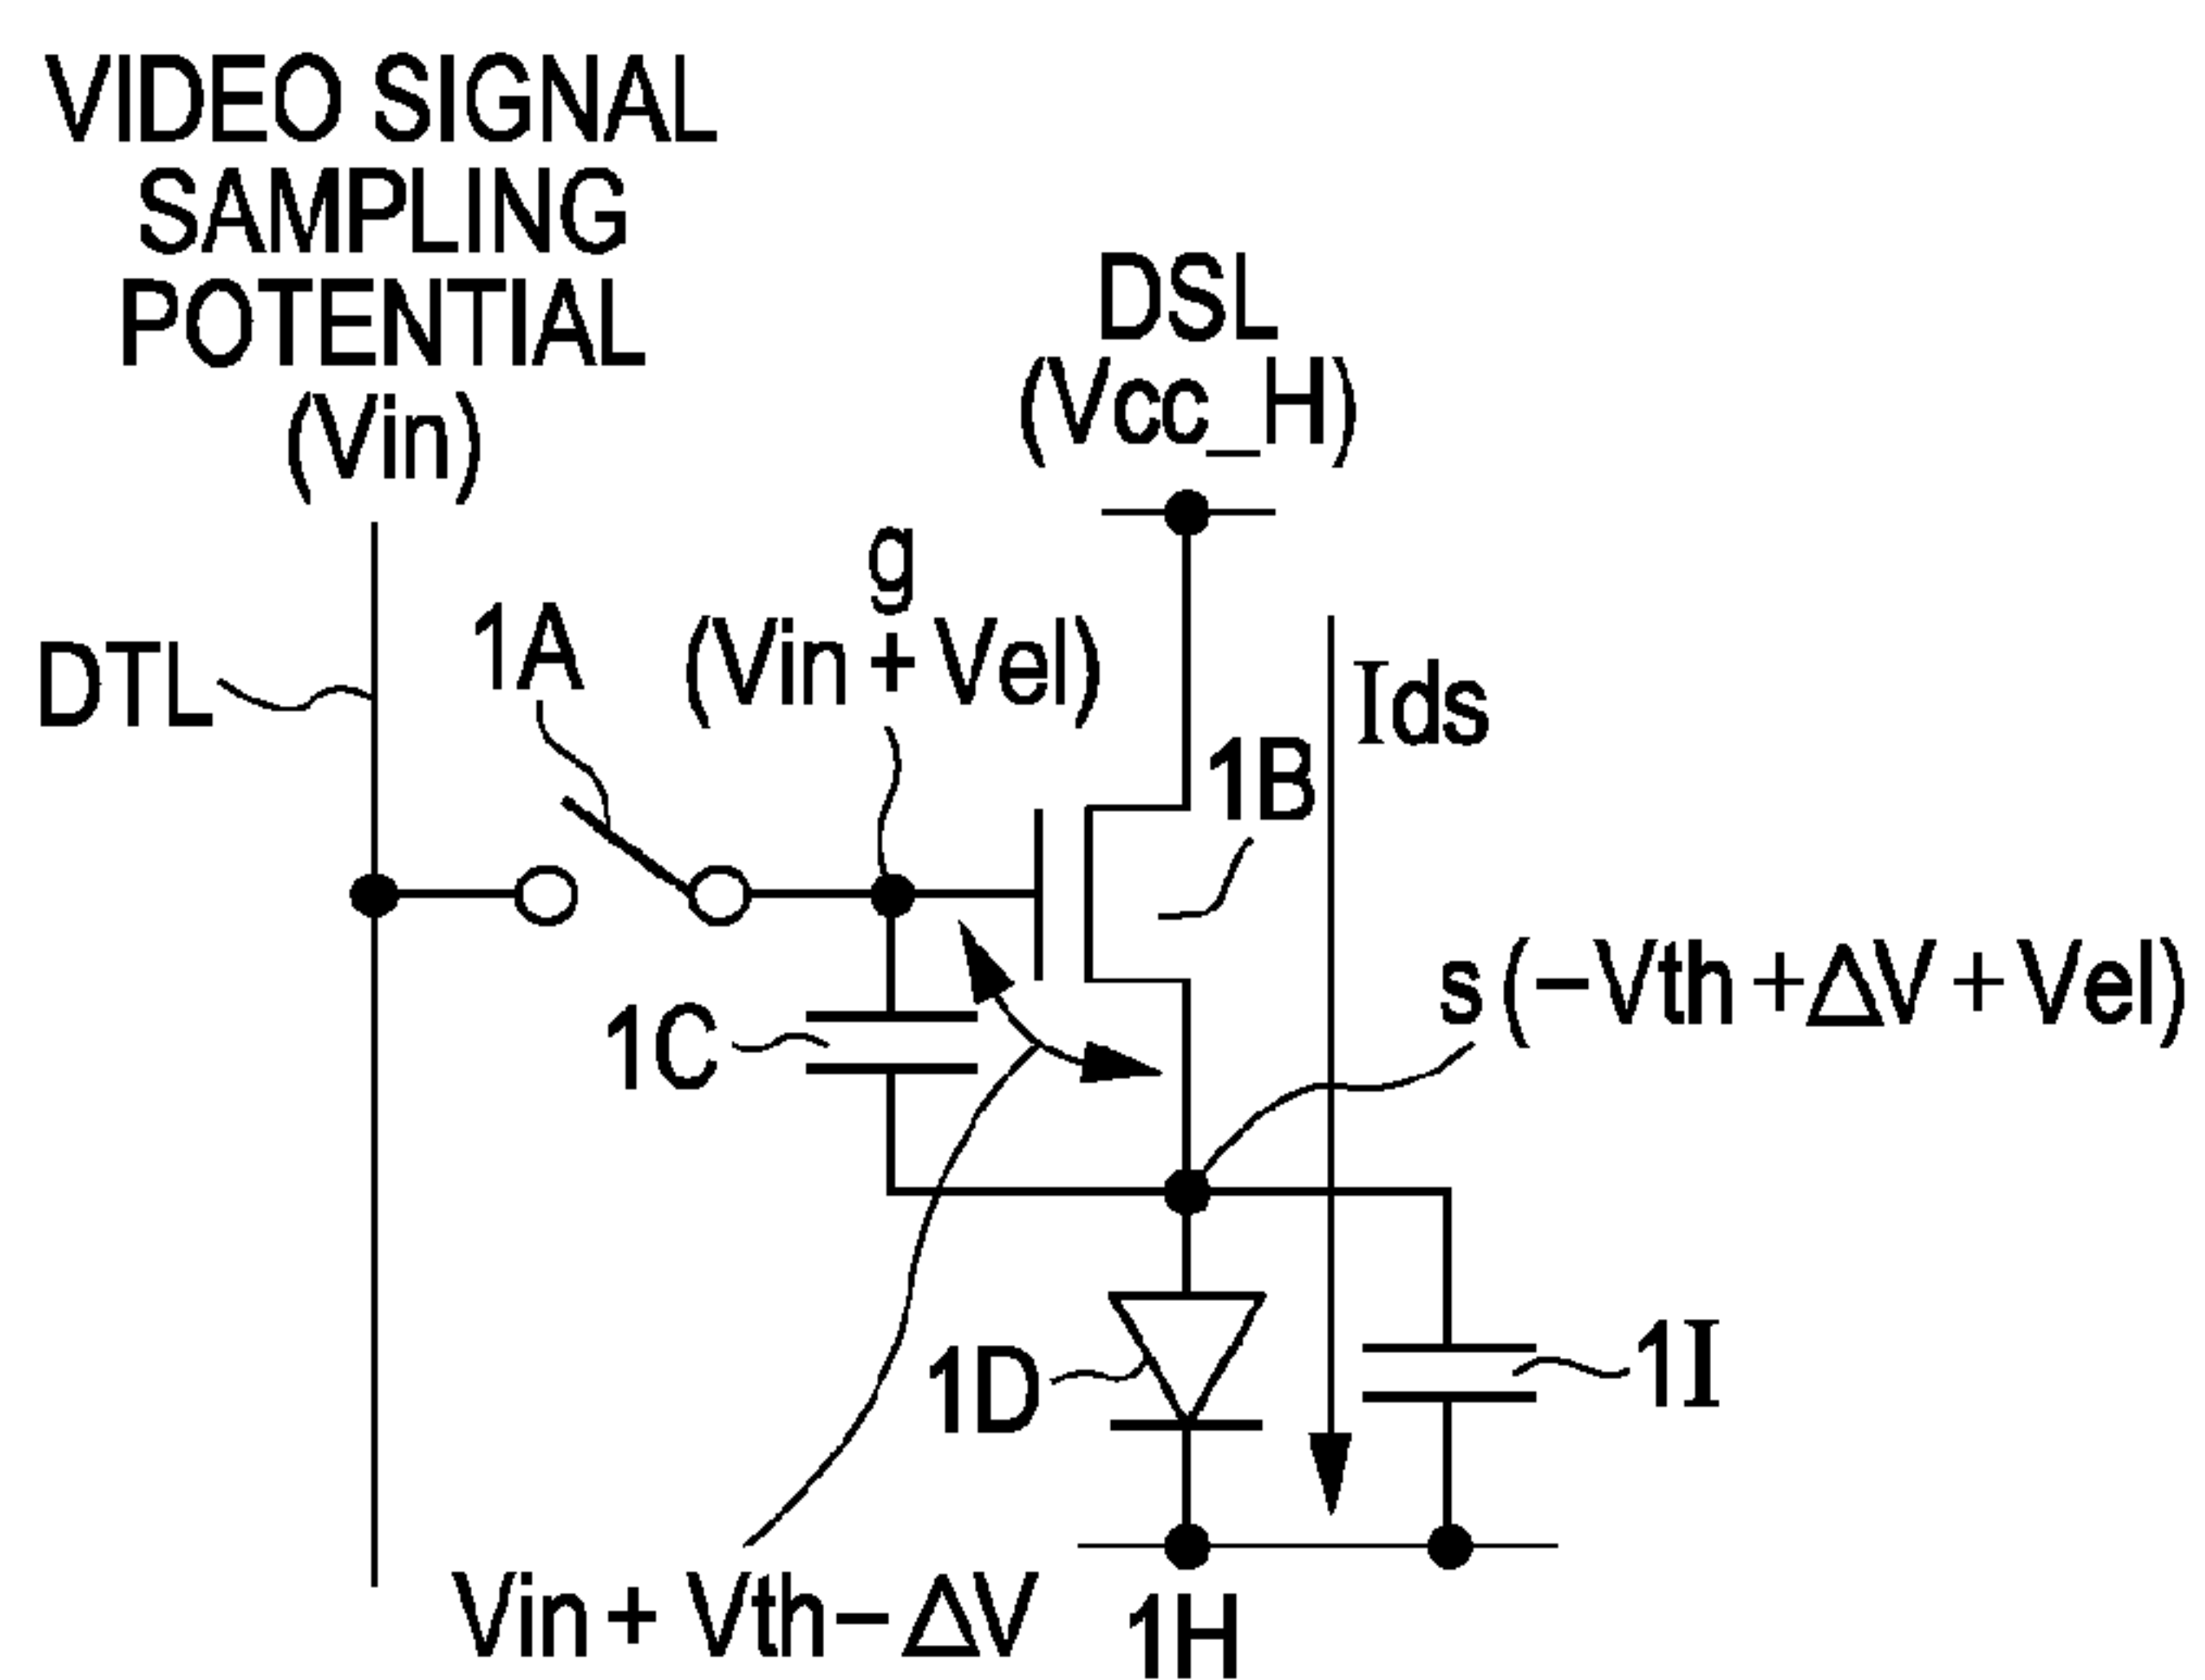 VIDEO SIGNAL
SAMPLING
POTENTIAL
(Vin)
DSL
(Vcc_H)
g
(Vin + Vel)
DTL
1A
Ids
1B
s (−Vth + ΔV + Vel)
1C
1D
1I
Vin + Vth − ΔV
1H